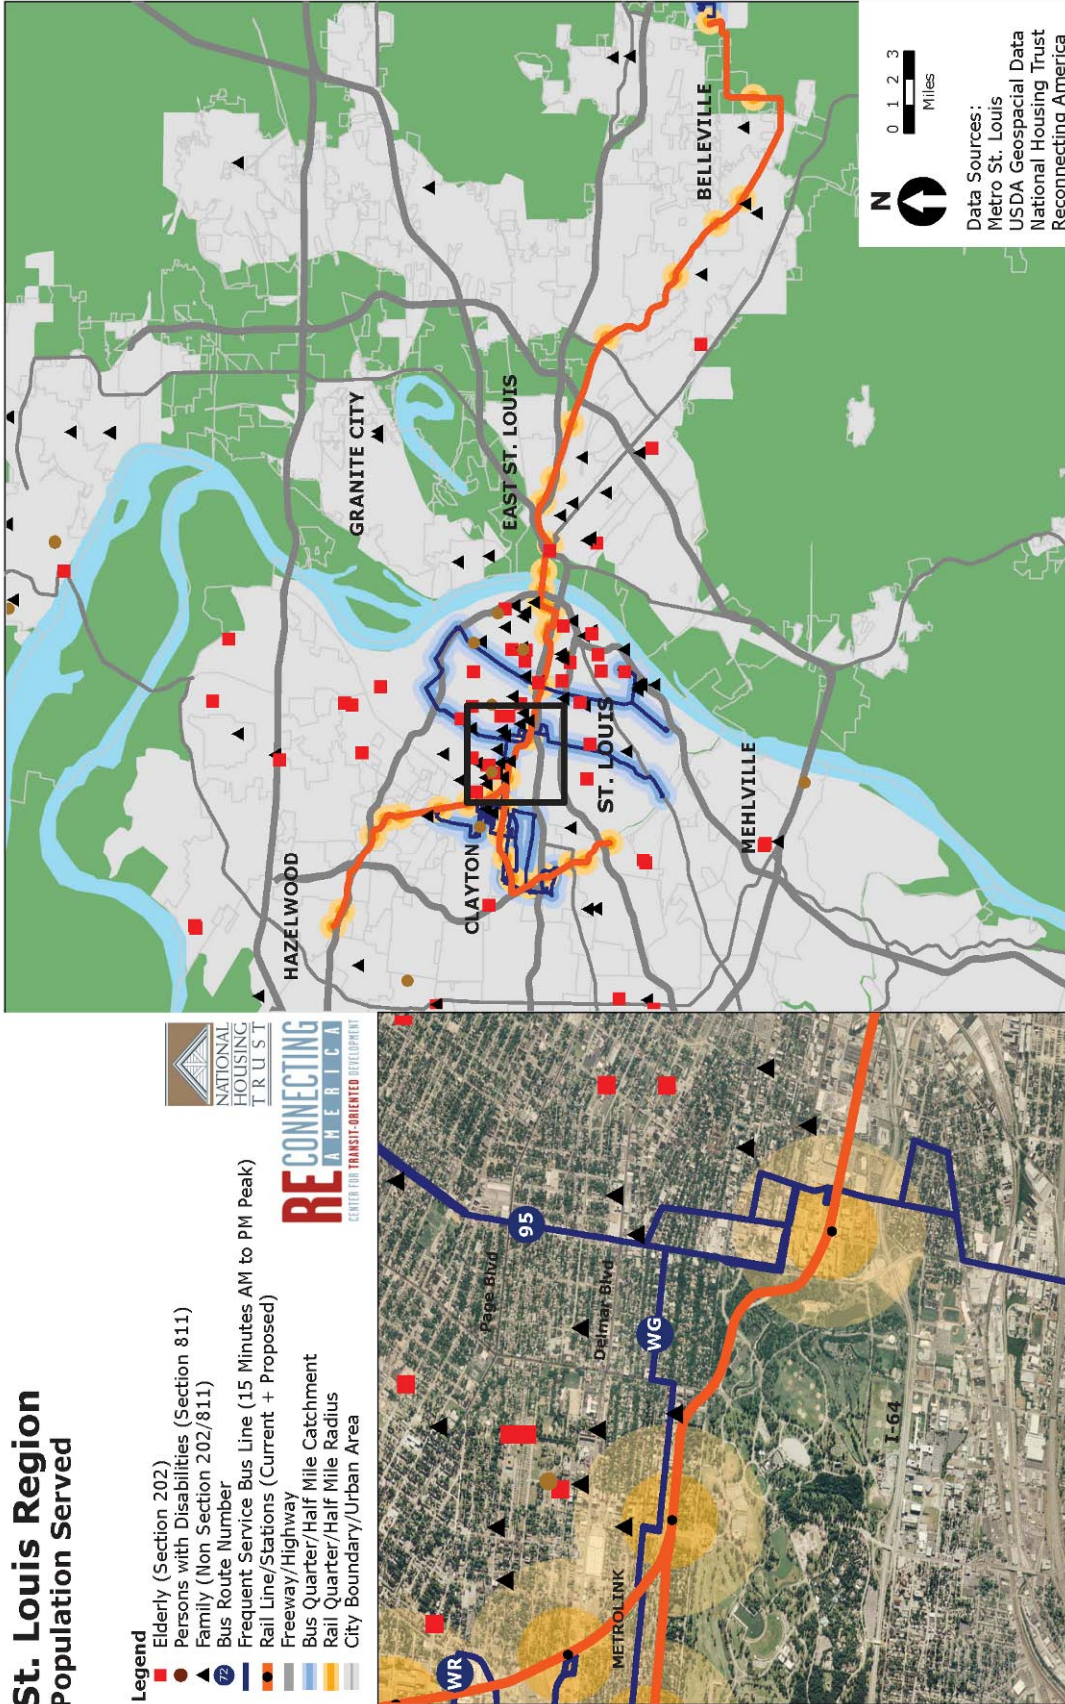 St. Louis Region
Population Served
Legend
Elderly (Section 202)
Persons with Disabilities (Section 811)
Family (Non Section 202/811)
72 Bus Route Number
Frequent Service Bus Line (15 Minutes AM to PM Peak)
Rail Line/Stations (Current + Proposed)
Freeway/Highway
Bus Quarter/Half Mile Catchment
Rail Quarter/Half Mile Radius
City Boundary/Urban Area
NATIONAL
HOUSING
TRUST
RECONNECTING
AMERICA
CENTER FOR TRANSIT-ORIENTED DEVELOPMENT
Page Blvd
95
Delmar Blvd
WG
METROLINK
WR
I-64
HAZELWOOD
GRANITE CITY
CLAYTON
EAST ST. LOUIS
ST. LOUIS
BELLEVILLE
MEHLVILLE
N
0 1 2 3
Miles
Data Sources:
Metro St. Louis
USDA Geospacial Data
National Housing Trust
Reconnecting America